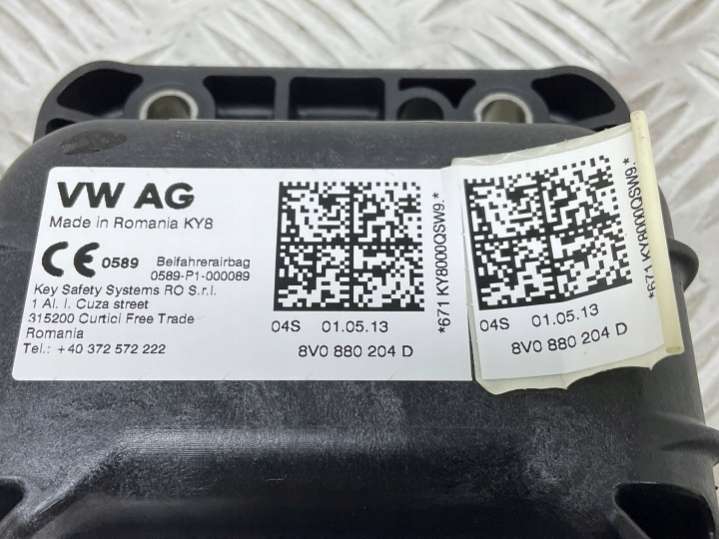 VW AG
Made in Romania KY8
CE 0589 Beifahrerairbag
0589-P1-000089
Key Safety Systems RO S.r.l.
1 Al. I. Cuza street
315200 Curtici Free Trade
Romania
Tel.: +40 372 572 222
04S 01.05.13
8V0 880 204 D
*671 KY8000QSW9.*
04S 01.05.13
8V0 880 204 D
*671 KY8000QSW9.*